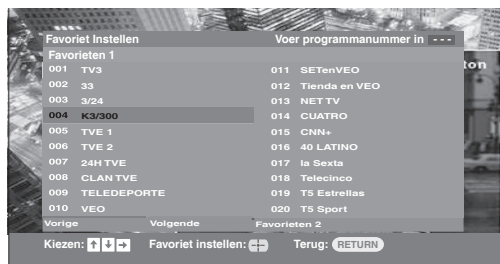 Favoriet Instellen Voer programmanummer in ---
Favorieten 1
001 TV3
002 33
003 3/24
004 K3/300
005 TVE 1
006 TVE 2
007 24H TVE
008 CLAN TVE
009 TELEDEPORTE
010 VEO
011 SETenVEO
012 Tienda en VEO
013 NET TV
014 CUATRO
015 CNN+
016 40 LATINO
017 la Sexta
018 Telecinco
019 T5 Estrellas
020 T5 Sport
Vorige Volgende Favorieten 2
Kiezen: ↑ ↓ → Favoriet instellen: Terug: RETURN
ton